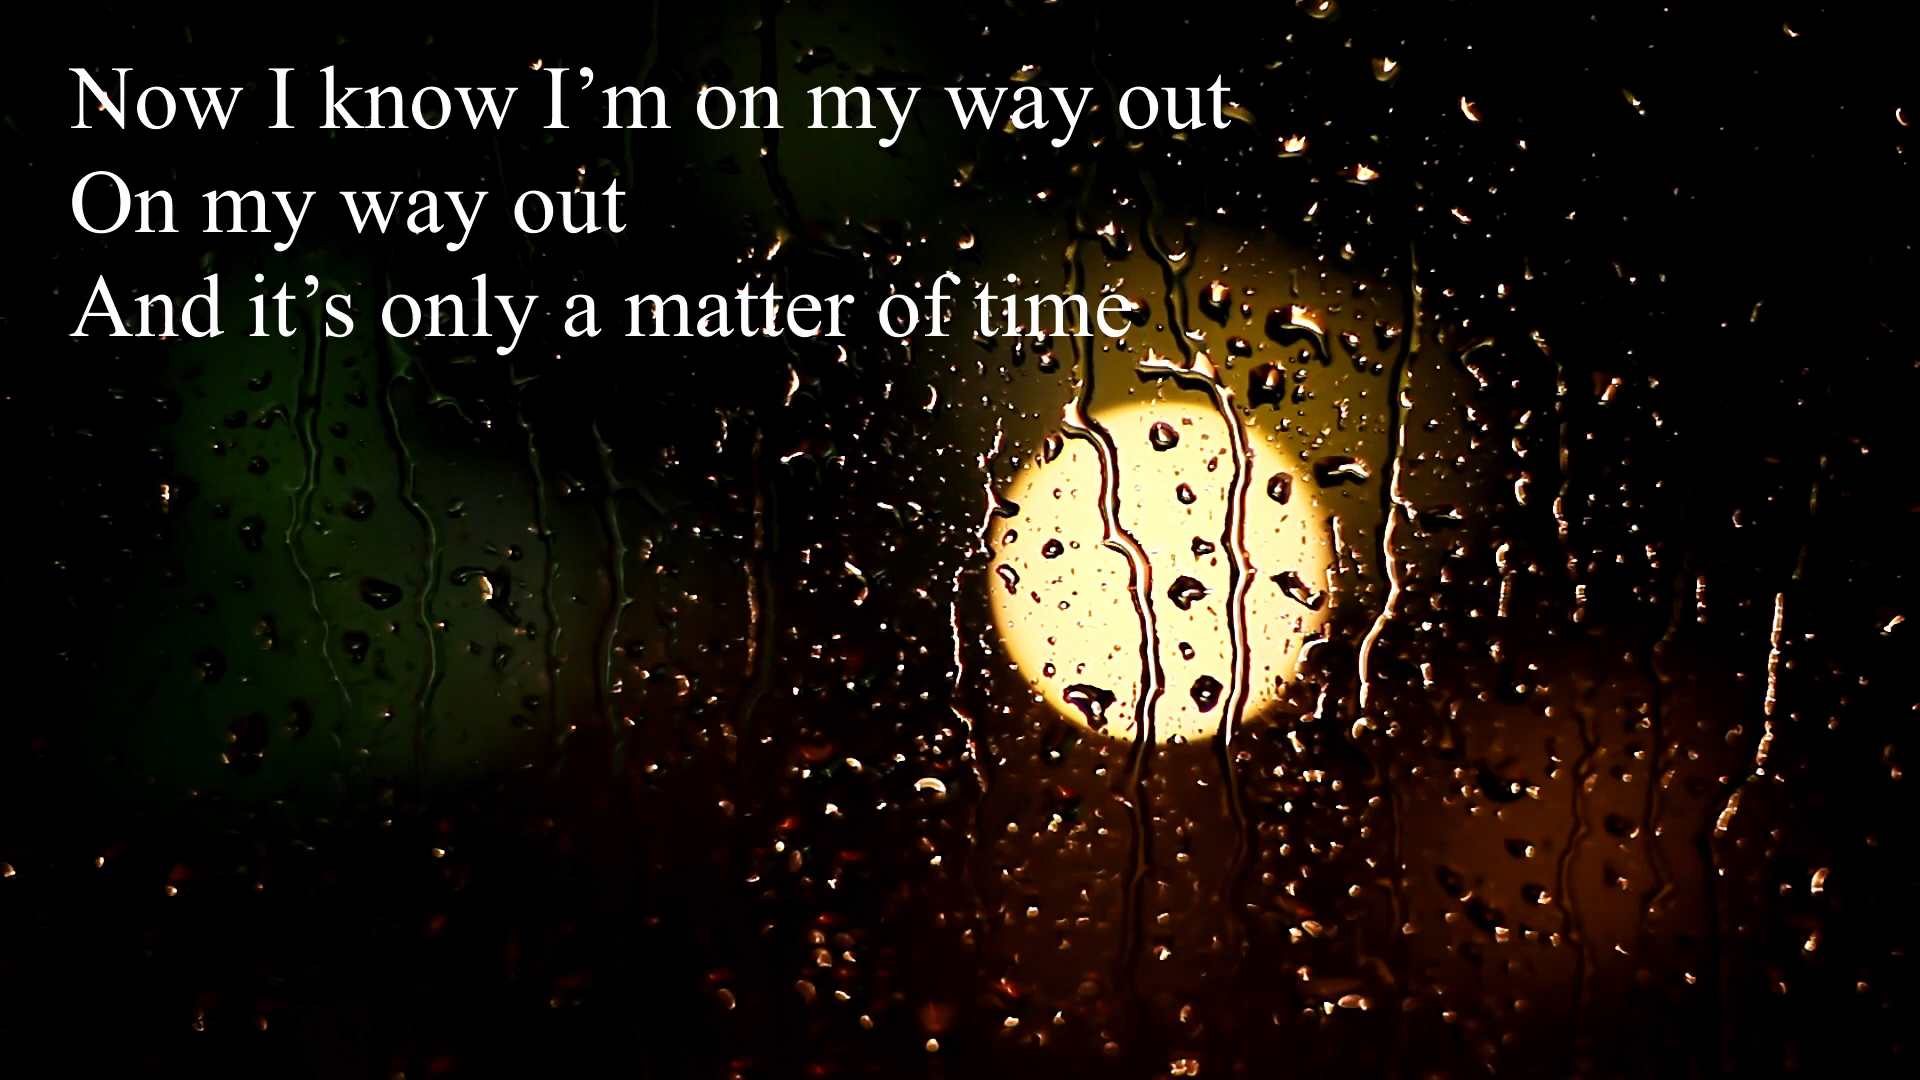 Now I know I’m on my way out
On my way out
And it’s only a matter of time